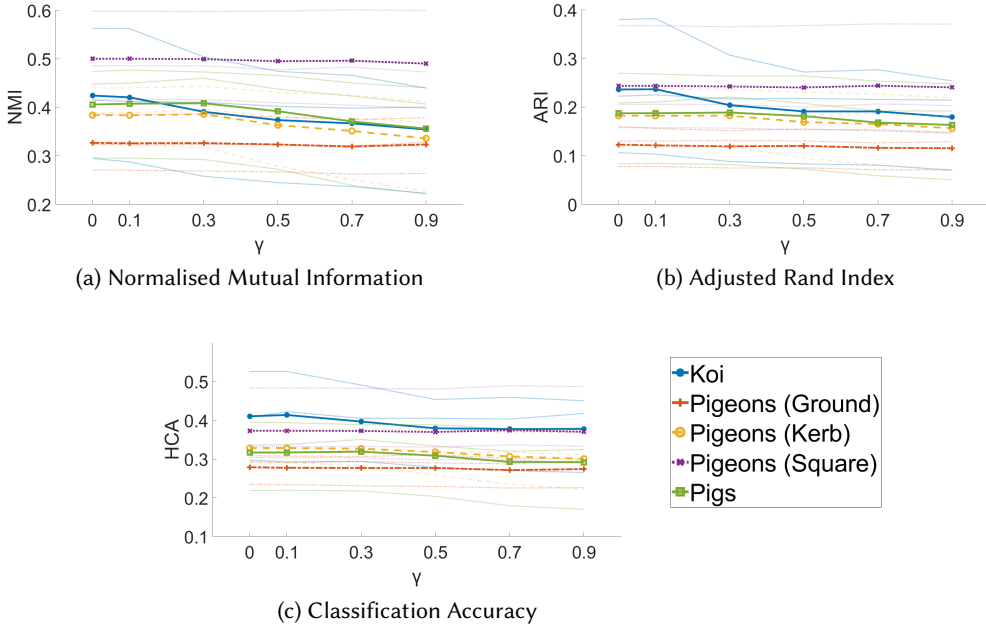 0.6
0.5
0.4
0.3
0.2
NMI
0 0.1 0.3 0.5 0.7 0.9
γ
(a) Normalised Mutual Information
0.4
0.3
0.2
0.1
0
ARI
0 0.1 0.3 0.5 0.7 0.9
γ
(b) Adjusted Rand Index
0.5
0.4
0.3
0.2
0.1
HCA
0 0.1 0.3 0.5 0.7 0.9
γ
(c) Classification Accuracy
Koi
Pigeons (Ground)
Pigeons (Kerb)
Pigeons (Square)
Pigs